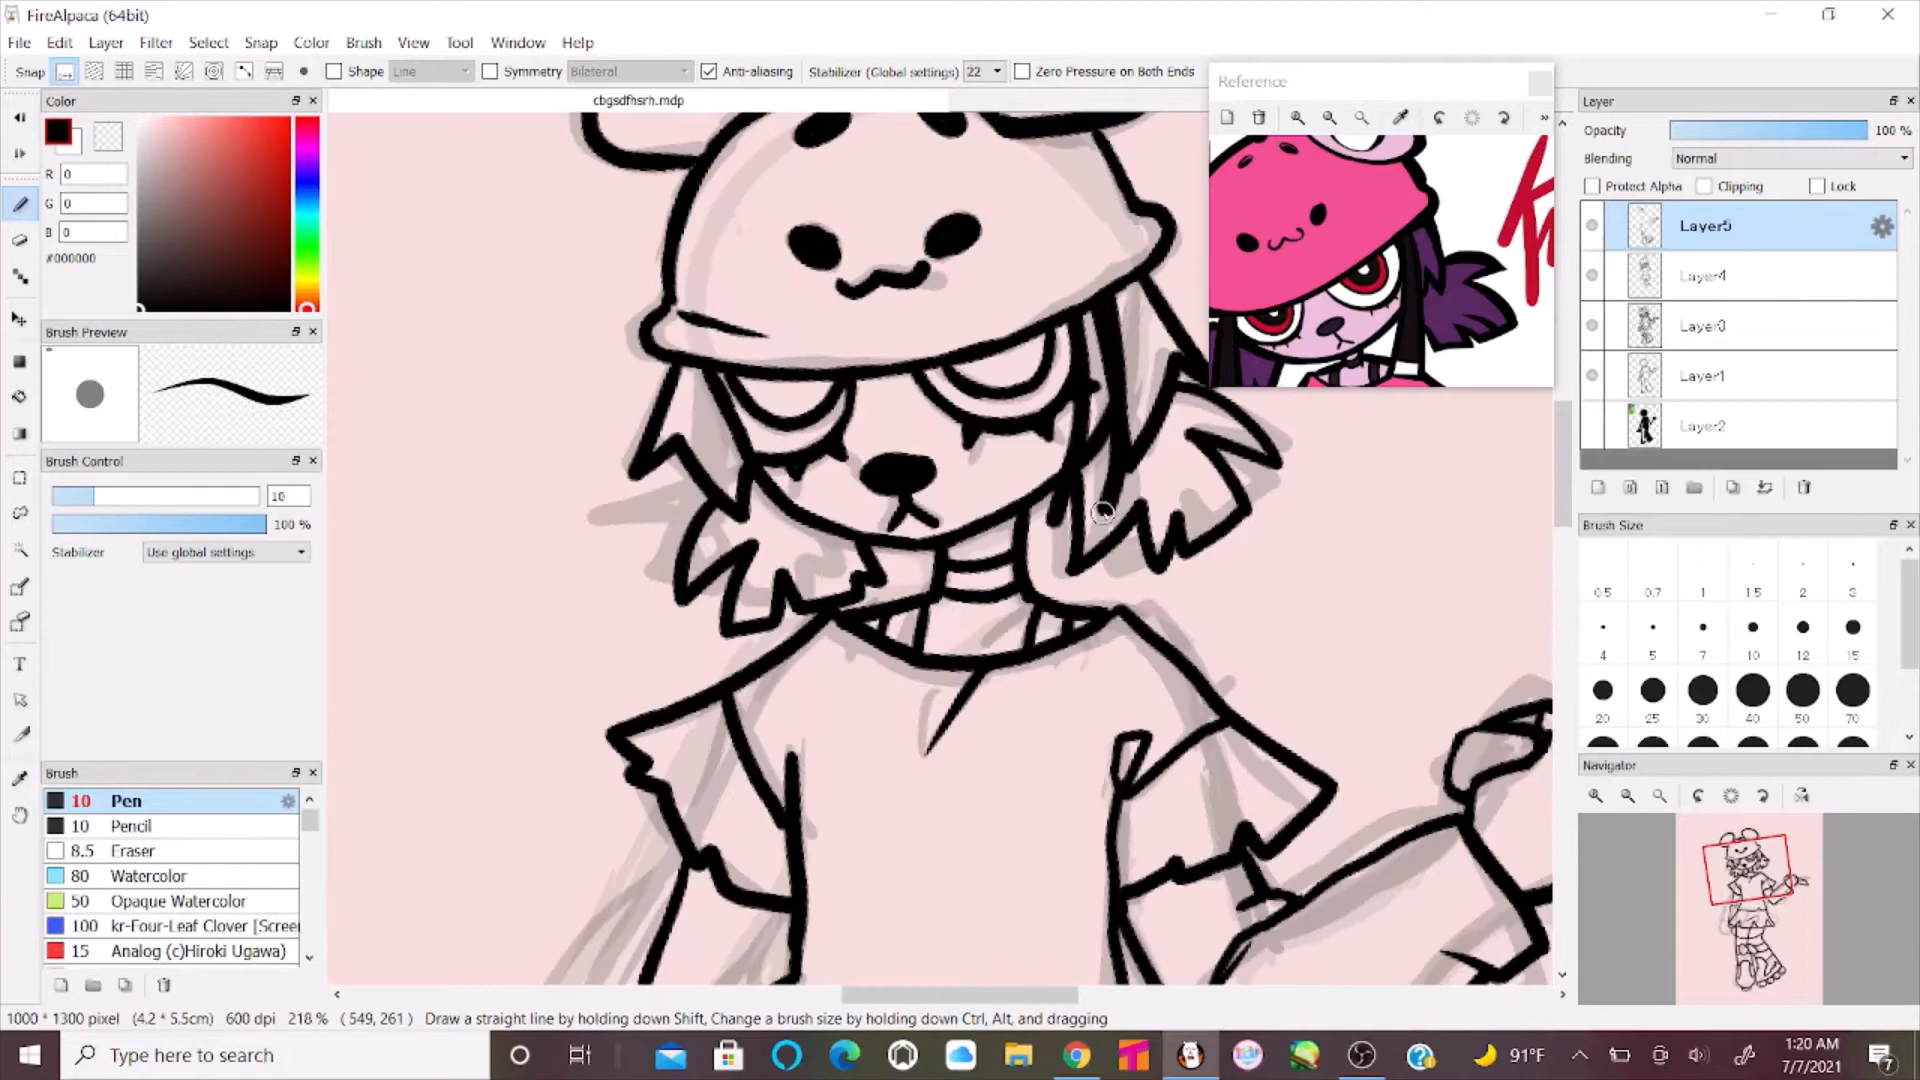 FireAlpaca (64bit)
File Edit Layer Filter Select Snap Color Brush View Tool Window Help
Snap Shape Line Symmetry Bilateral Anti-aliasing Stabilizer (Global settings) 22 Zero Pressure on Both Ends
Color
R 0
G 0
B 0
#000000
Brush Preview
Brush Control
10
100 %
Stabilizer Use global settings
Brush
10 Pen
10 Pencil
8.5 Eraser
80 Watercolor
50 Opaque Watercolor
100 kr-Four-Leaf Clover [Scree
15 Analog (c)Hiroki Ugawa)
cbgsdfhsrh.mdp
Reference
»
Layer
Opacity 100 %
Blending Normal
Protect Alpha Clipping Lock
Layer5
Layer4
Layer3
Layer1
Layer2
Brush Size
0.5 0.7 1 1.5 2 3
4 5 7 10 12 15
20 25 30 40 50 70
Navigator
1000 * 1300 pixel (4.2 * 5.5cm) 600 dpi 218 % ( 549, 261 ) Draw a straight line by holding down Shift, Change a brush size by holding down Ctrl, Alt, and dragging
Type here to search
91°F
1:20 AM
7/7/2021
7